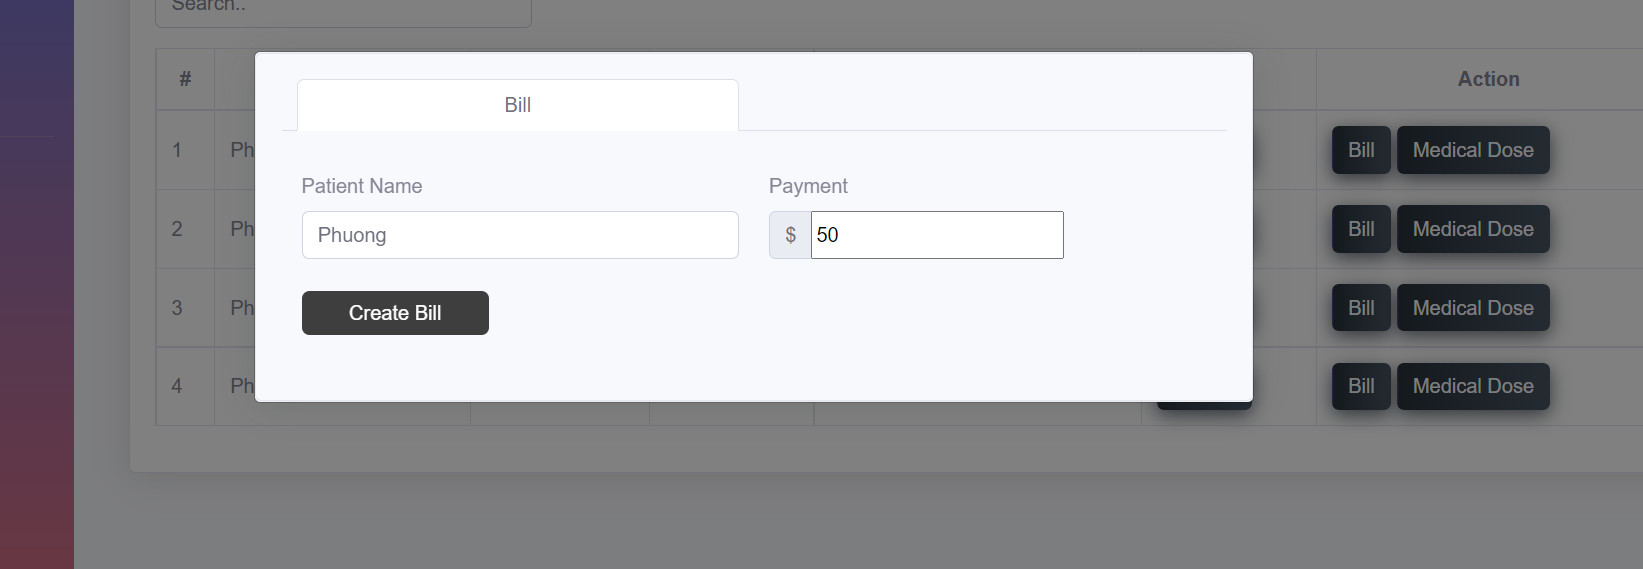 Search..
# Action
Bill
1 Ph Bill Medical Dose
Patient Name Payment
2 Ph Phuong $ 50 Bill Medical Dose
3 Ph Create Bill Bill Medical Dose
4 Ph Bill Medical Dose